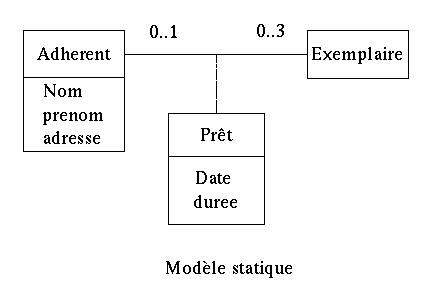 0..1
0..3
Adherent
Exemplaire
Nom
prenom
adresse
Prêt
Date
duree
Modèle statique